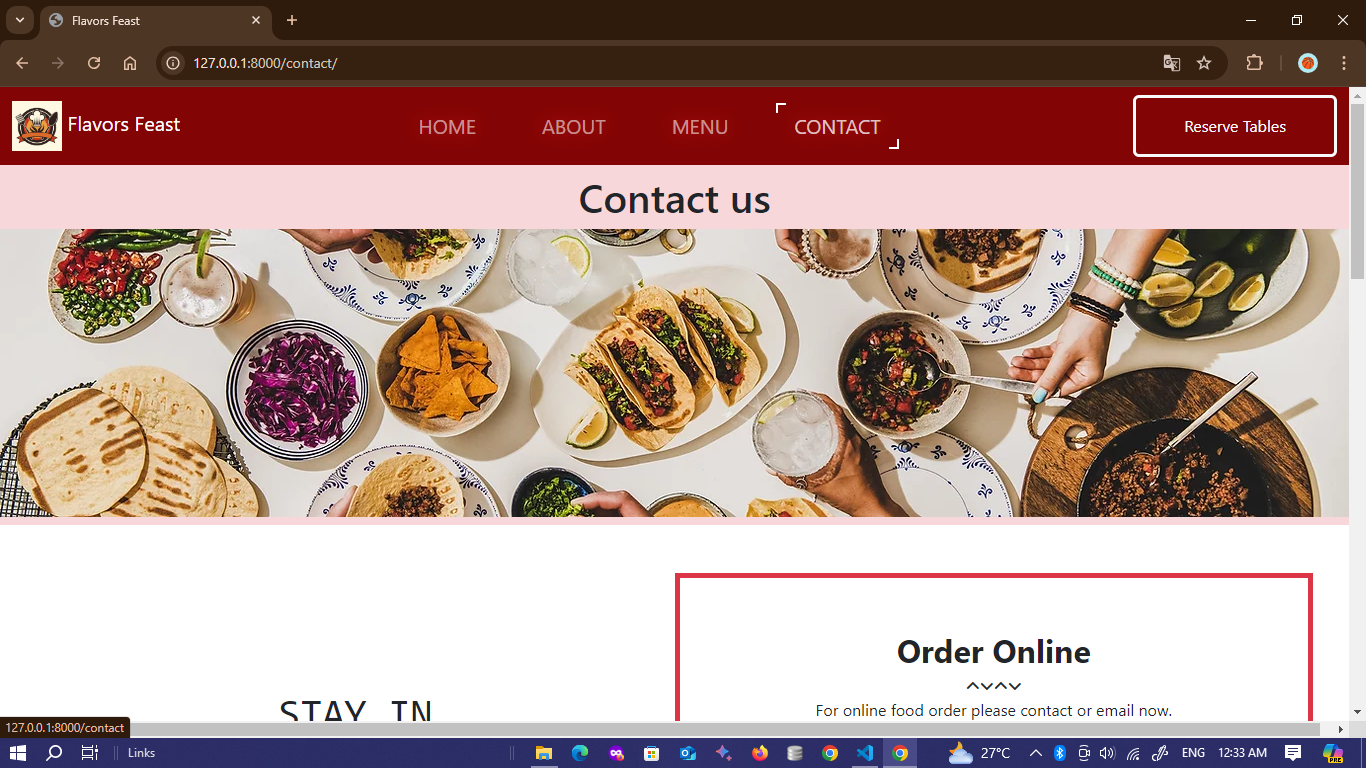 Flavors Feast
127.0.0.1:8000/contact/
Flavors Feast
HOME
ABOUT
MENU
CONTACT
Reserve Tables
Contact us
STAY IN
Order Online
For online food order please contact or email now.
127.0.0.1:8000/contact
Links
27°C
ENG
12:33 AM
PRE